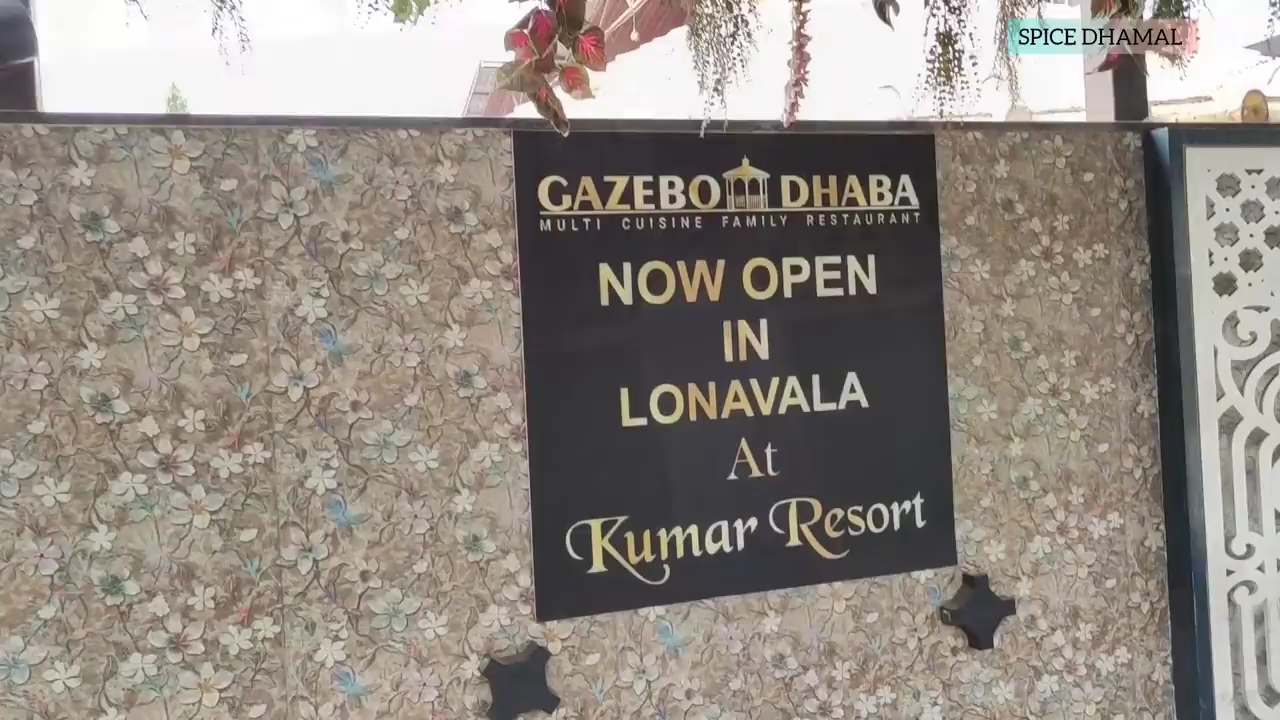 SPICE DHAMAL
GAZEBO DHABA
MULTI CUISINE FAMILY RESTAURANT
NOW OPEN
IN
LONAVALA
At
Kumar Resort